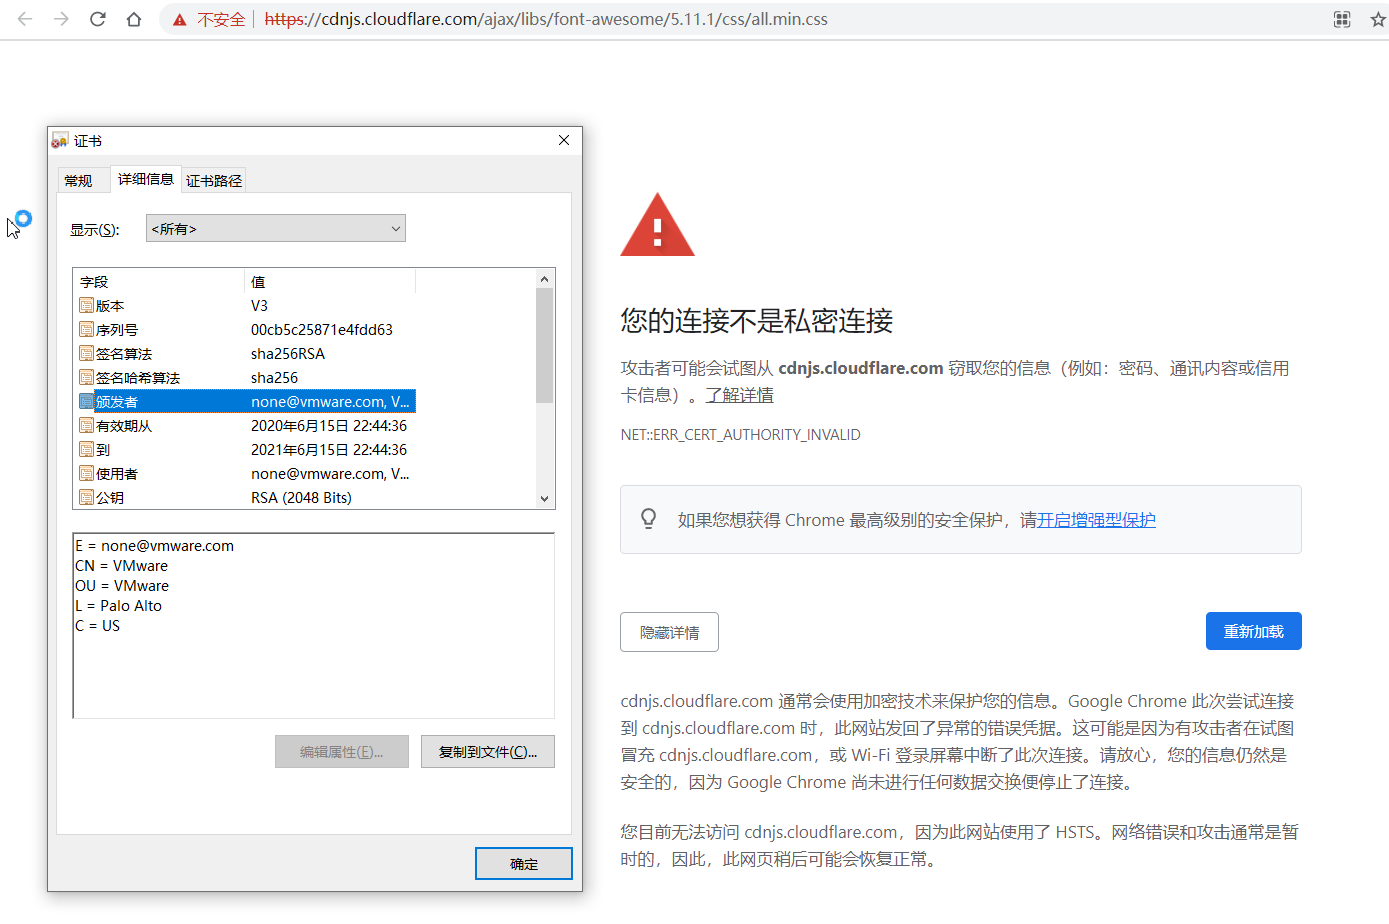 不安全 https://cdnjs.cloudflare.com/ajax/libs/font-awesome/5.11.1/css/all.min.css
证书
常规 详细信息 证书路径
显示(S): <所有>
字段 值
版本 V3
序列号 00cb5c25871e4fdd63
签名算法 sha256RSA
签名哈希算法 sha256
颁发者 none@vmware.com, V...
有效期从 2020年6月15日 22:44:36
到 2021年6月15日 22:44:36
使用者 none@vmware.com, V...
公钥 RSA (2048 Bits)
E = none@vmware.com
CN = VMware
OU = VMware
L = Palo Alto
C = US
编辑属性(E)... 复制到文件(C)...
确定
您的连接不是私密连接
攻击者可能会试图从 cdnjs.cloudflare.com 窃取您的信息（例如：密码、通讯内容或信用
卡信息）。了解详情
NET::ERR_CERT_AUTHORITY_INVALID
如果您想获得 Chrome 最高级别的安全保护，请开启增强型保护
隐藏详情 重新加载
cdnjs.cloudflare.com 通常会使用加密技术来保护您的信息。Google Chrome 此次尝试连接
到 cdnjs.cloudflare.com 时，此网站发回了异常的错误凭据。这可能是因为有攻击者在试图
冒充 cdnjs.cloudflare.com，或 Wi-Fi 登录屏幕中断了此次连接。请放心，您的信息仍然是
安全的，因为 Google Chrome 尚未进行任何数据交换便停止了连接。
您目前无法访问 cdnjs.cloudflare.com，因为此网站使用了 HSTS。网络错误和攻击通常是暂
时的，因此，此网页稍后可能会恢复正常。